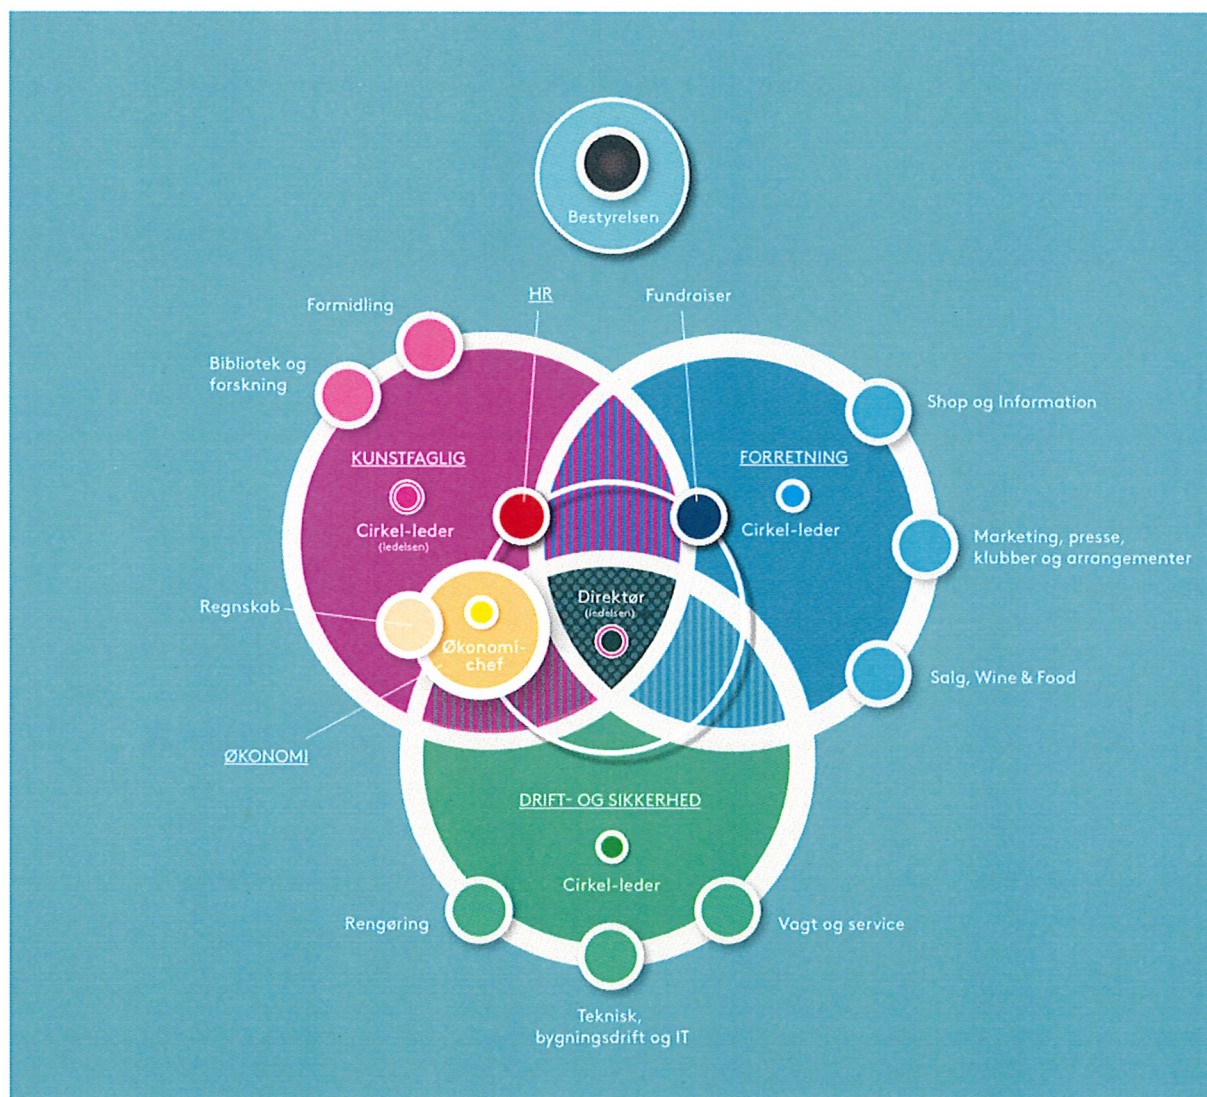 Bestyrelsen
HR
Fundraiser
Formidling
Bibliotek og
forskning
Shop og Information
KUNSTFAGLIG
Cirkel-leder
(ledelsen)
FORRETNING
Cirkel-leder
Marketing, presse,
klubber og arrangementer
Regnskab
Økonomi-
chef
Direktør
(ledelsen)
Salg, Wine & Food
ØKONOMI
DRIFT- OG SIKKERHED
Cirkel-leder
Rengøring
Vagt og service
Teknisk,
bygningsdrift og IT